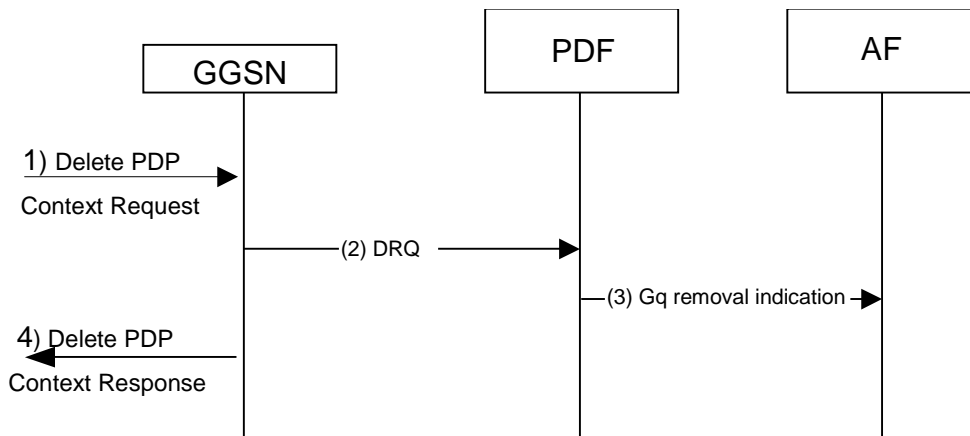 GGSN
PDF
AF
1) Delete PDP
Context Request
(2) DRQ
(3) Gq removal indication
4) Delete PDP
Context Response